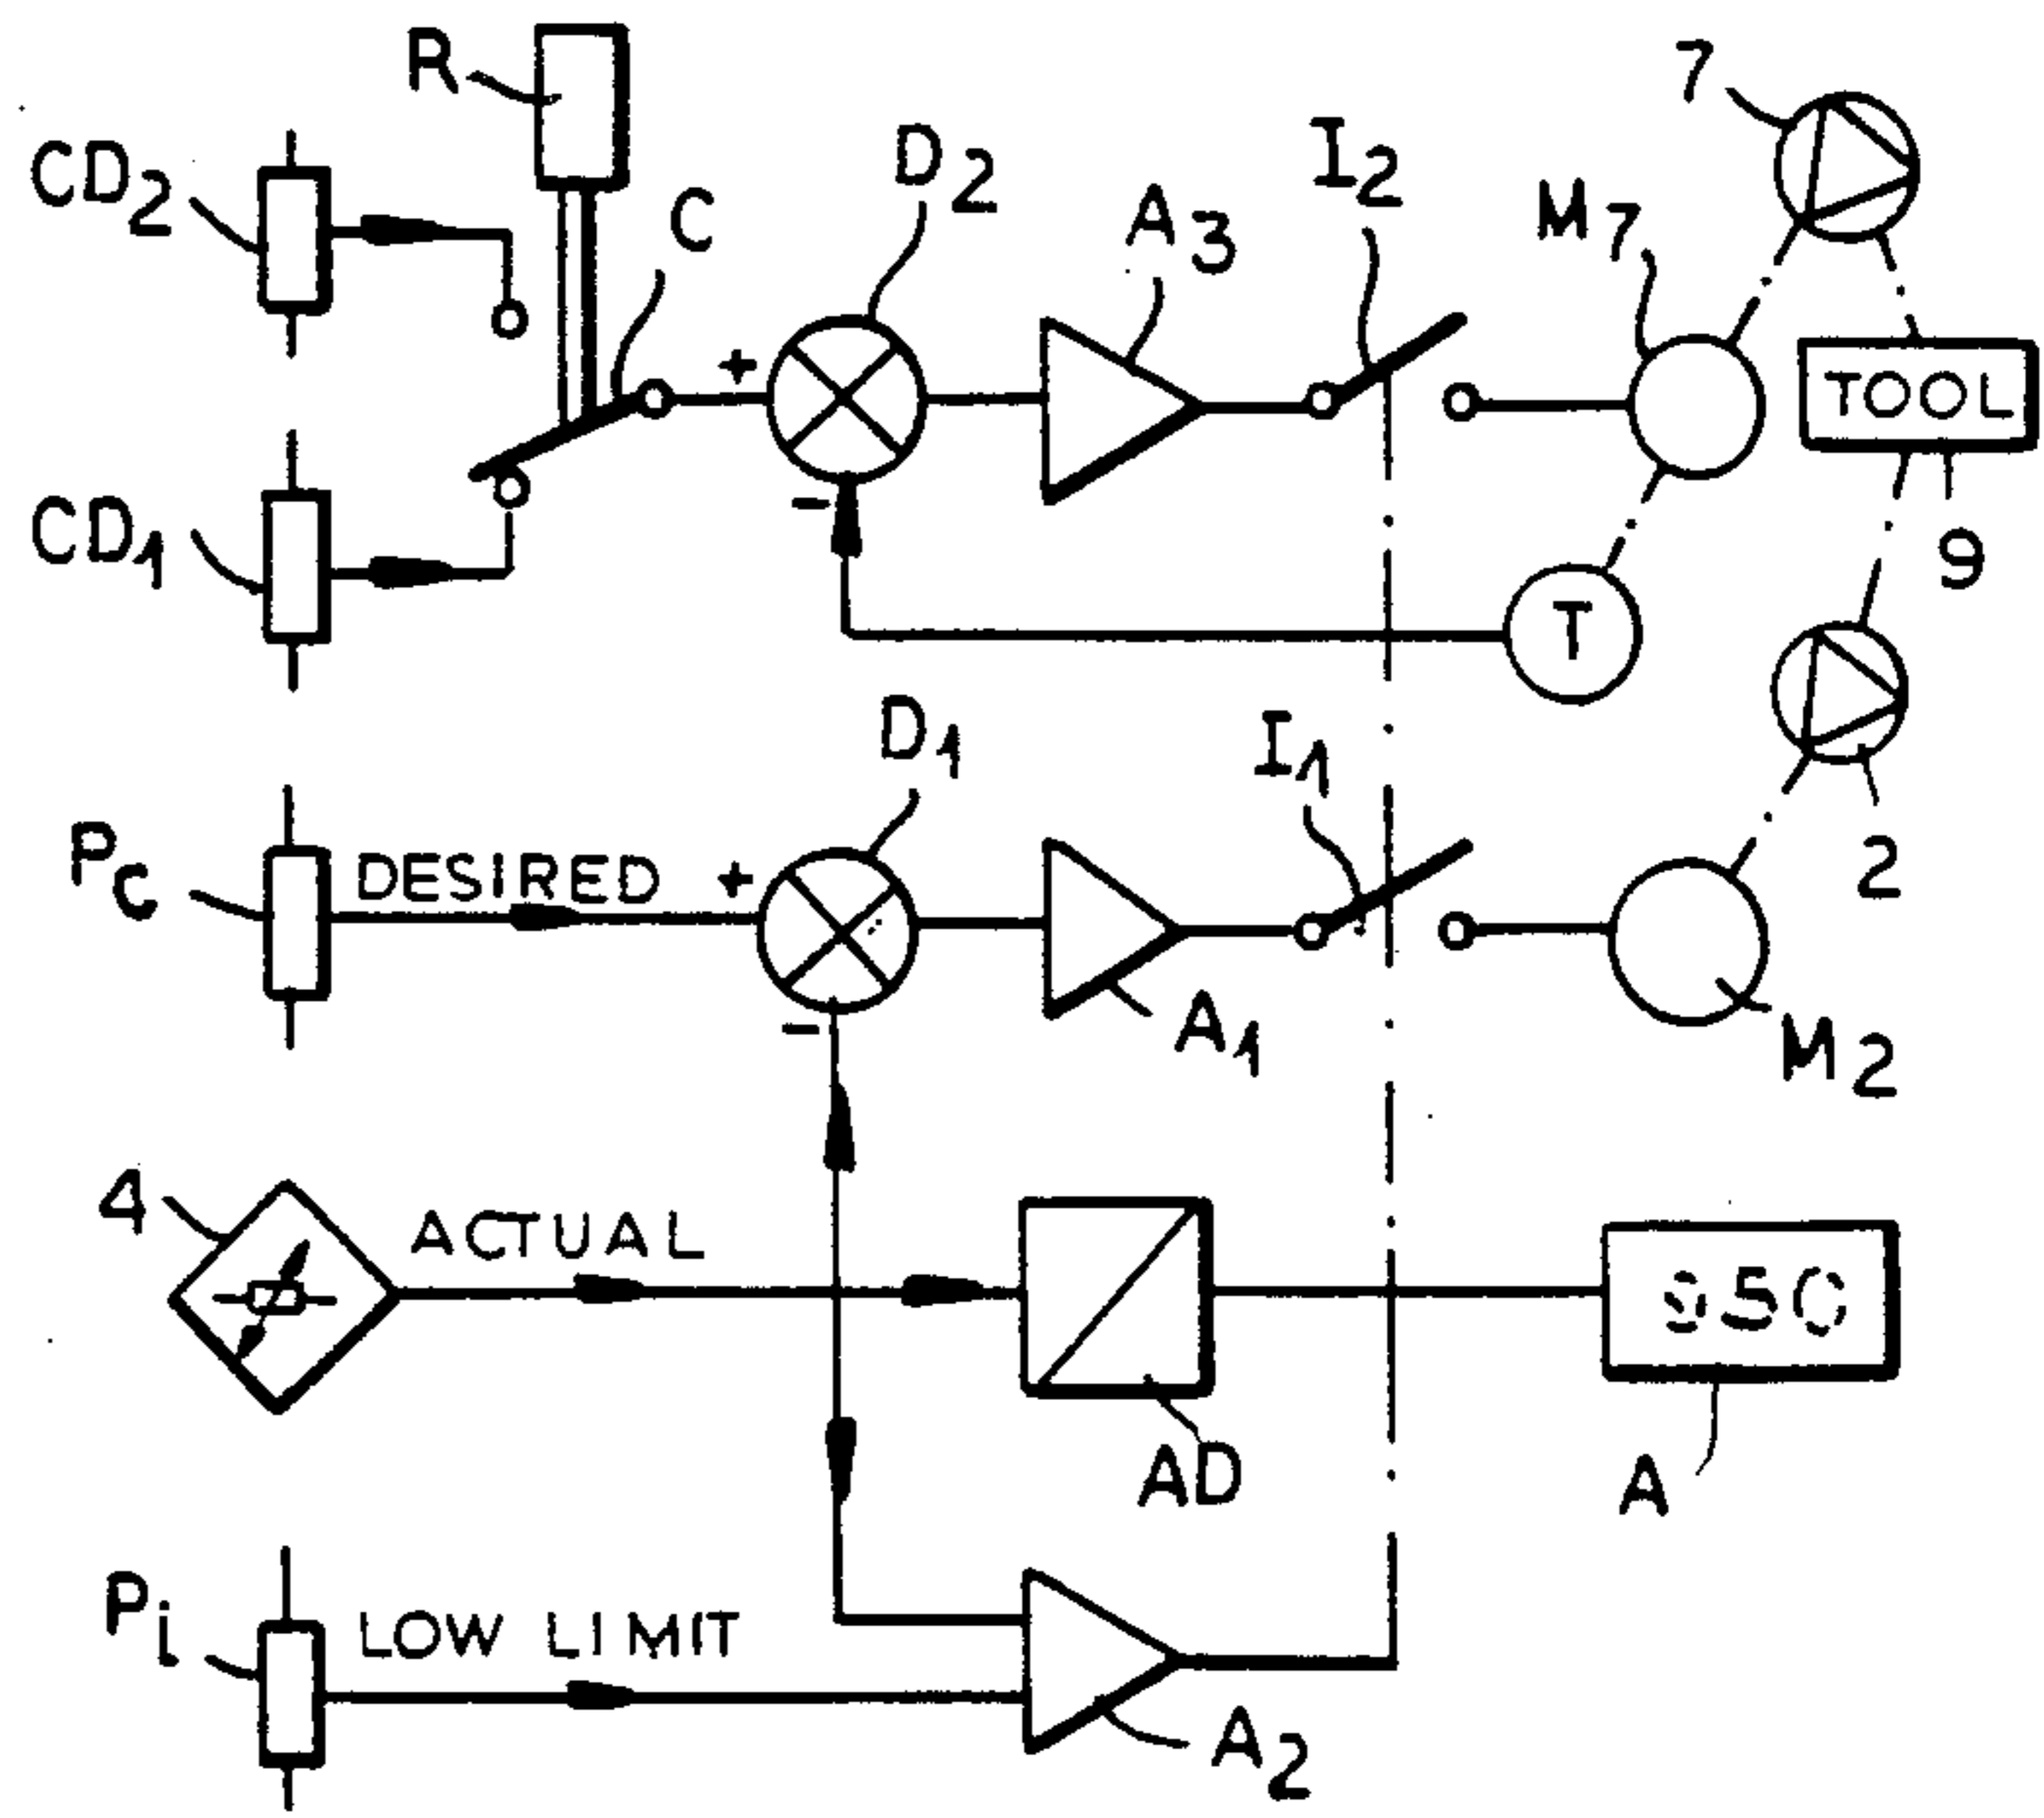 R
7
CD2
D2
I2
C
A3
M7
TOOL
CD1
+
-
9
T
D1
I1
PC
DESIRED
+
2
-
A1
M2
4
ACTUAL
950
AD
A
Pi
LOW LIMIT
A2